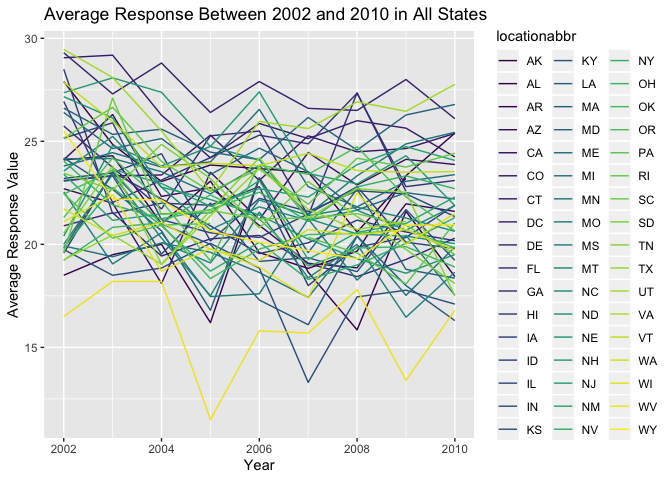 Average Response Between 2002 and 2010 in All States
30
25
20
15
Average Response Value
2002 2004 2006 2008 2010
Year
locationabbr
AK KY NY
AL LA OH
AR MA OK
AZ MD OR
CA ME PA
CO MI RI
CT MN SC
DC MO SD
DE MS TN
FL MT TX
GA NC UT
HI ND VA
IA NE VT
ID NH WA
IL NJ WI
IN NM WV
KS NV WY